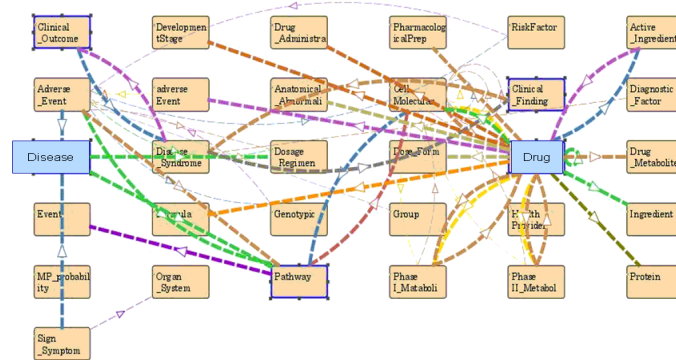 Clinical
_Outcome
Developmen
tStage
Drug
_Administra
Pharmacolog
icalPrep
RiskFactor
Active
_Ingredient
Adverse
_Event
adverse
Event
Anatomical
_Abnormali
Cell
Molecular
Clinical
_Finding
Diagnostic
_Factor
Disease
Disease
_Syndrome
Dosage
_Regimen
Dose_Form
Drug
Drug
_Metabolite
Event
Formula
Genotypic
Group
Health
Provider
Ingredient
MP_probabil
ity
Organ
_System
Pathway
Phase
I_Mataboli
Phase
II_Metabol
Protein
Sign
_Symptom